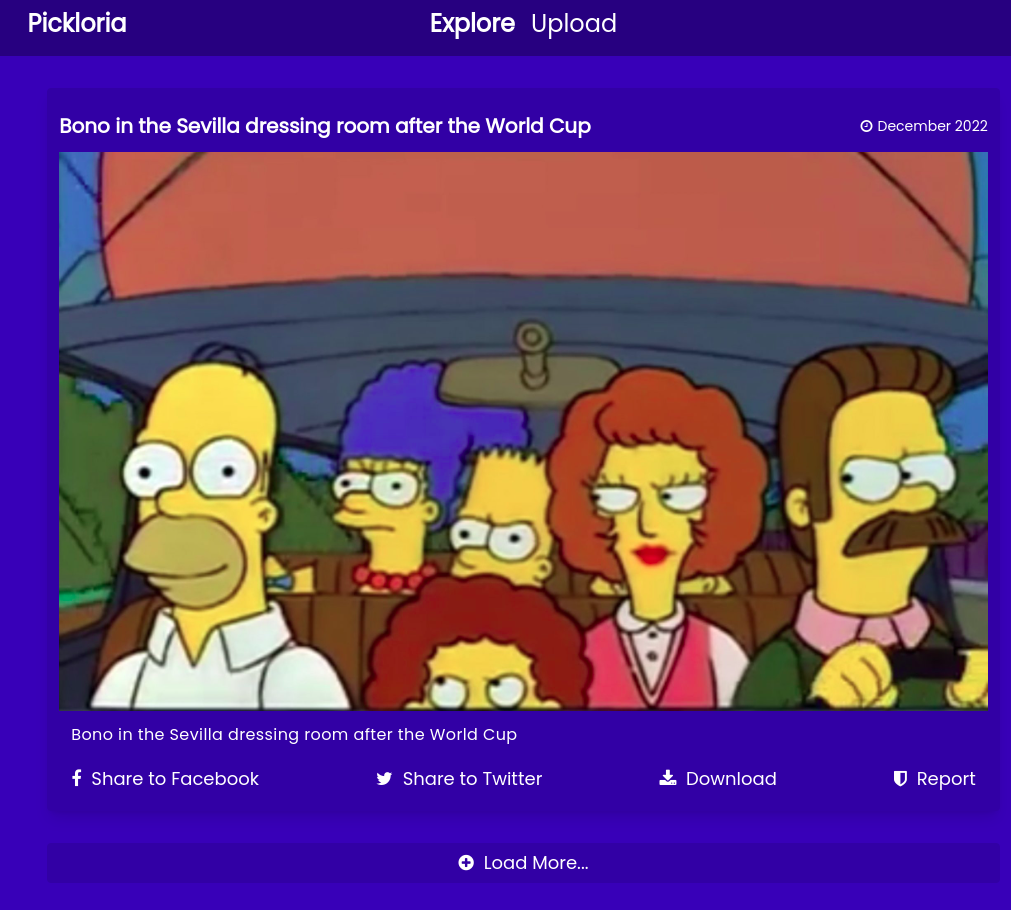 Pickloria
Explore Upload
Bono in the Sevilla dressing room after the World Cup
December 2022
Bono in the Sevilla dressing room after the World Cup
Share to Facebook
Share to Twitter
Download
Report
Load More...